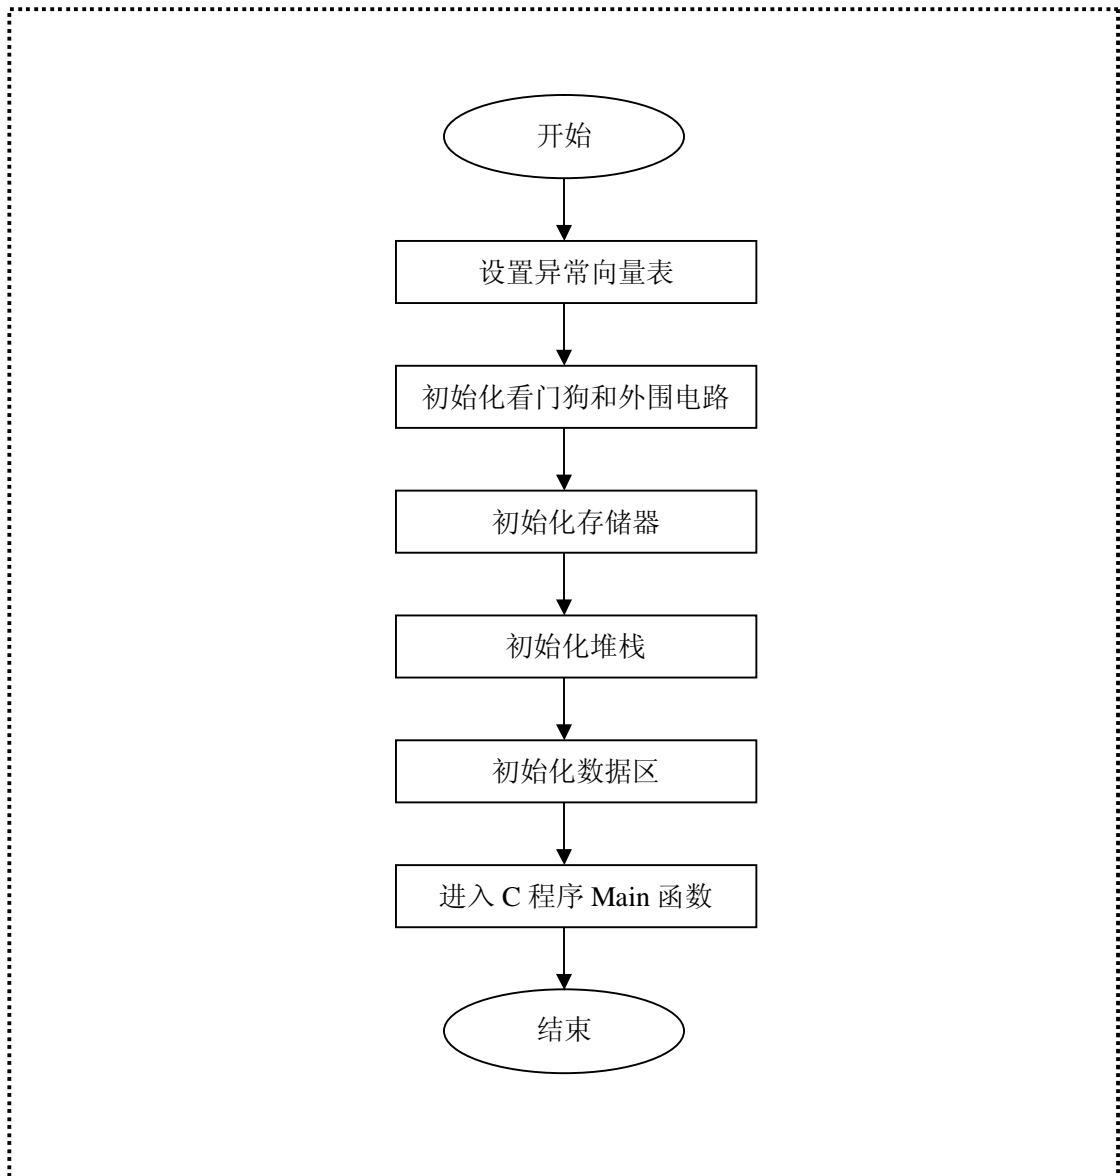 开始
设置异常向量表
初始化看门狗和外围电路
初始化存储器
初始化堆栈
初始化数据区
进入 C 程序 Main 函数
结束